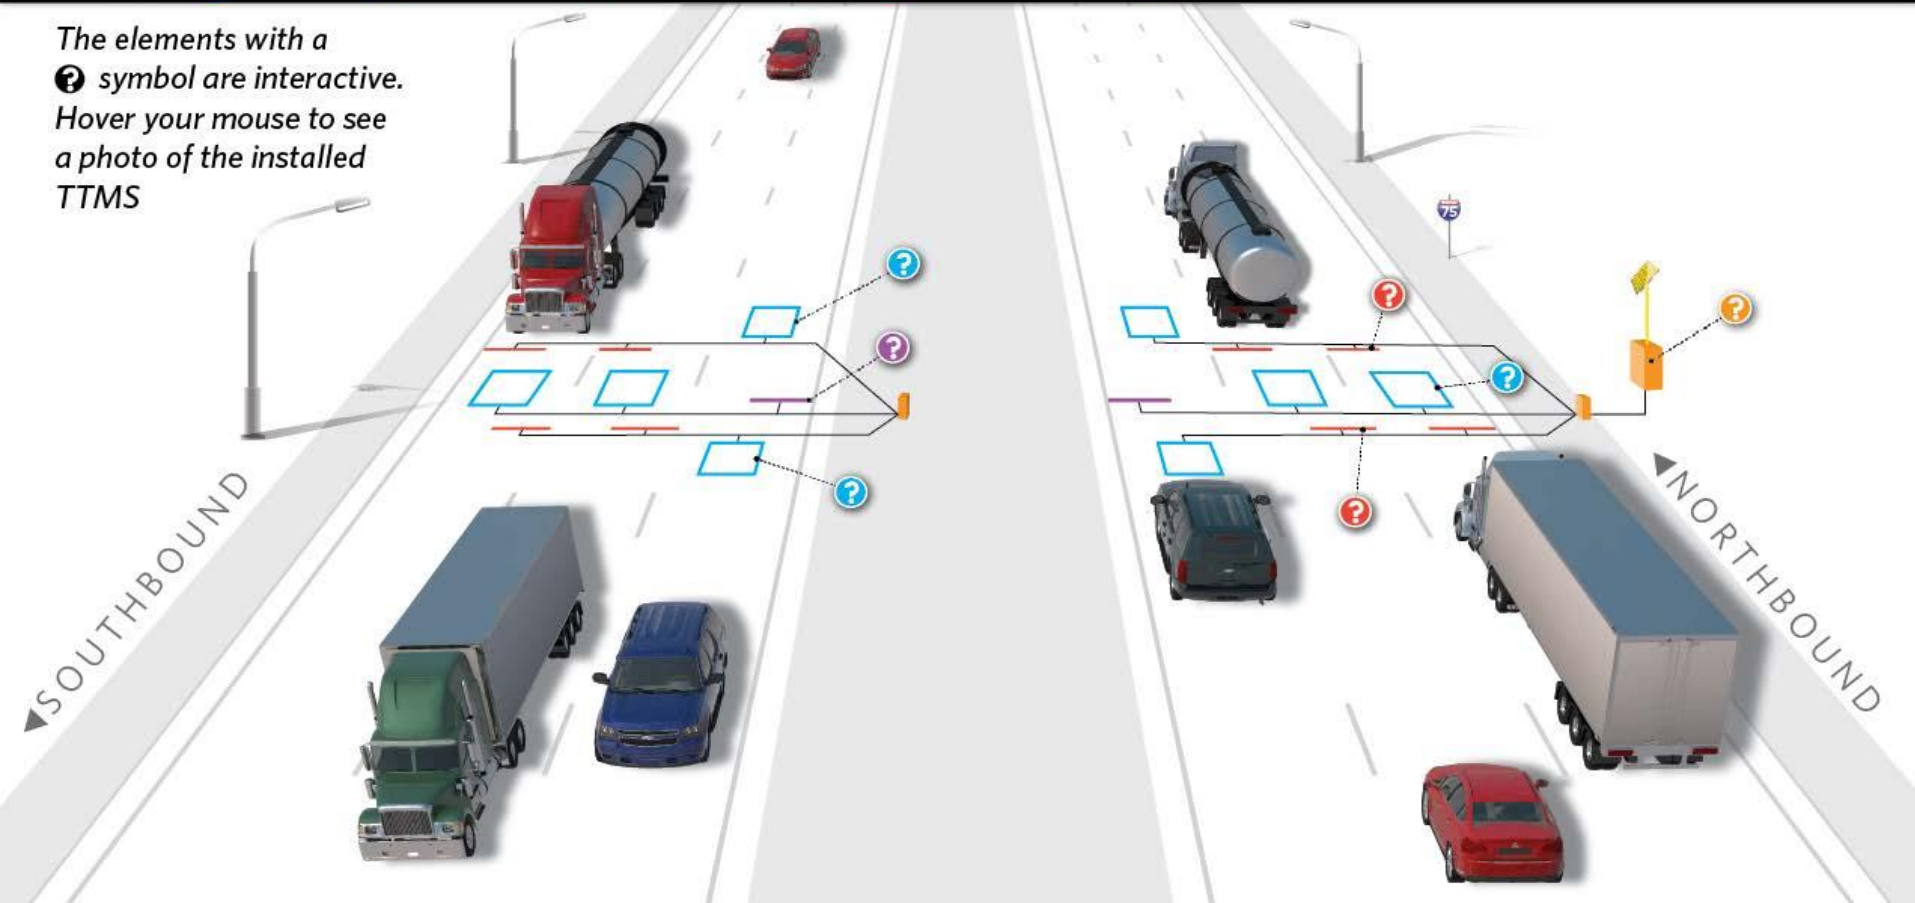 The elements with a
? symbol are interactive.
Hover your mouse to see
a photo of the installed
TTMS
75
?
?
?
?
?
?
?
?
SOUTHBOUND
NORTHBOUND